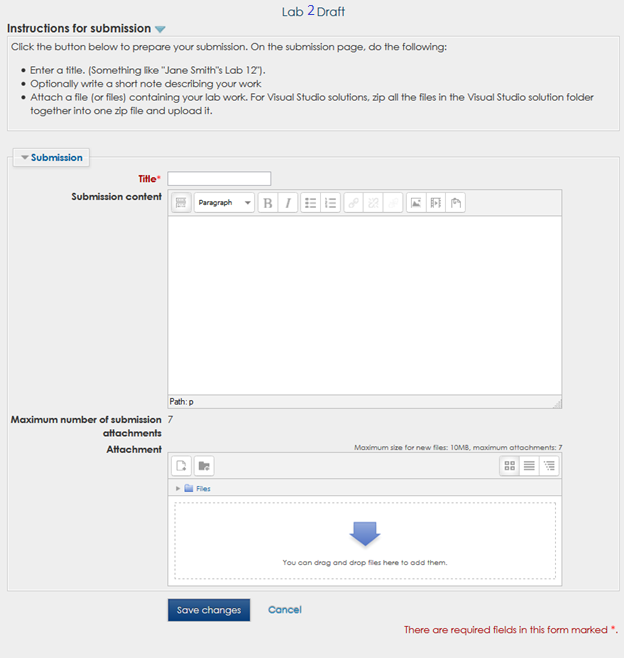 Lab 2 Draft
Instructions for submission
Click the button below to prepare your submission. On the submission page, do the following:
• Enter a title. (Something like "Jane Smith"s Lab 12").
• Optionally write a short note describing your work
• Attach a file (or files) containing your lab work. For Visual Studio solutions, zip all the files in the Visual Studio solution folder
together into one zip file and upload it.
Submission
Title*
Submission content
Paragraph
B I
Path: p
Maximum number of submission 7
attachments
Attachment
Maximum size for new files: 10MB, maximum attachments: 7
Files
You can drag and drop files here to add them.
Save changes Cancel
There are required fields in this form marked *.